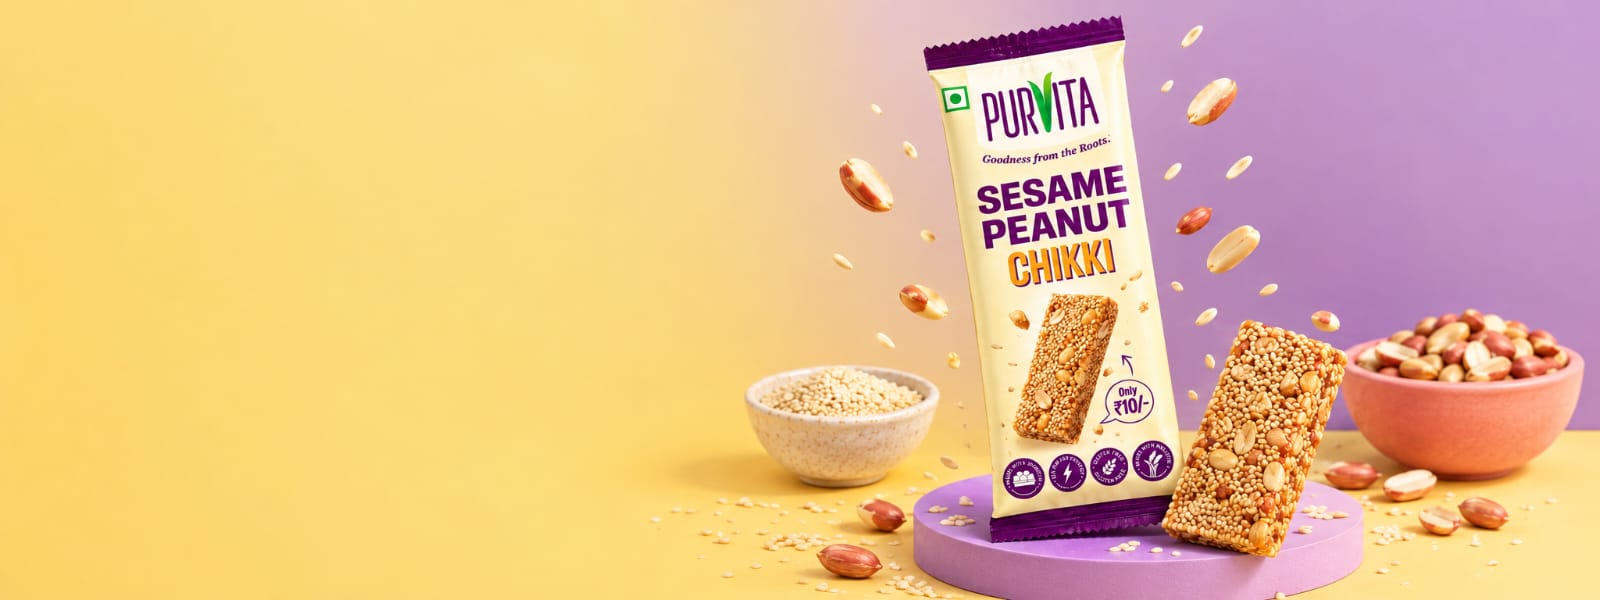 PURVITA
Goodness from the Roots.
SESAME
PEANUT
CHIKKI
Only
₹10/-